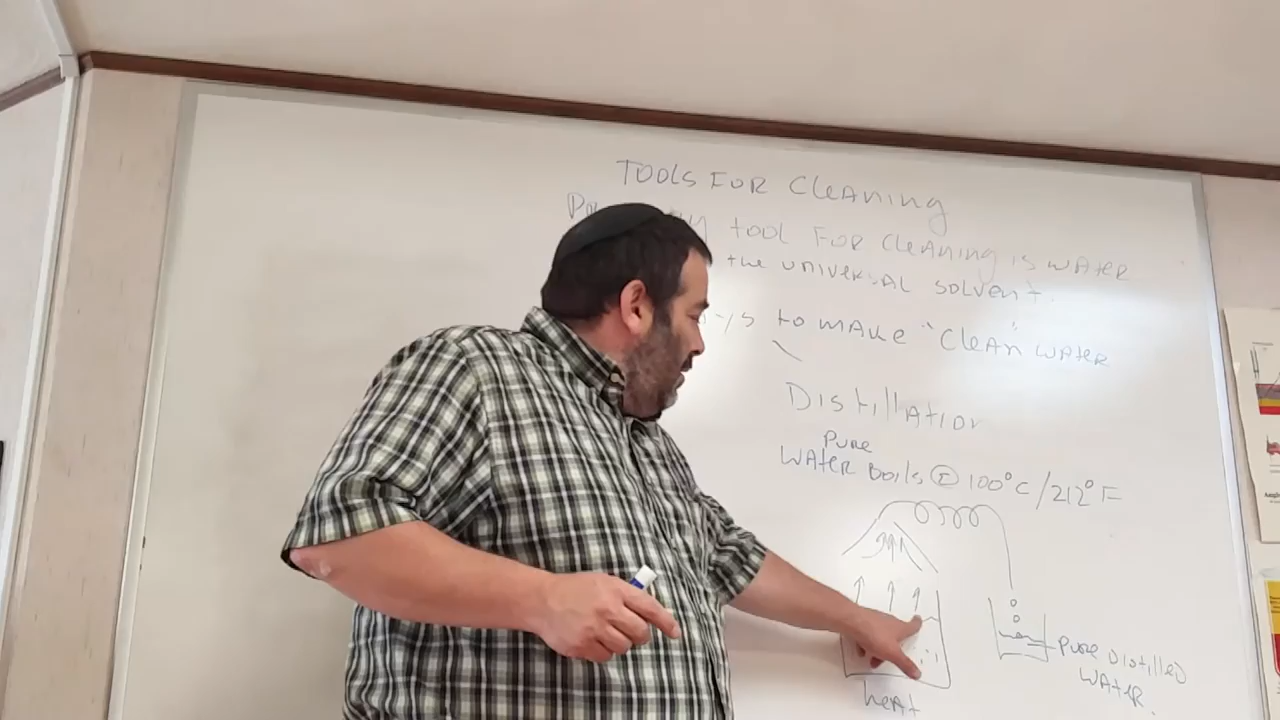 TOOLS FOR CleANING
tool FOR CleANING is WATER
the UNIVERSAL SOLVENT.
to MAKE "CleAN" WATER
DistillAtioN
PURE
WATER Boils @ 100°C/212°F
PURE Distilled
WATER.
heAt